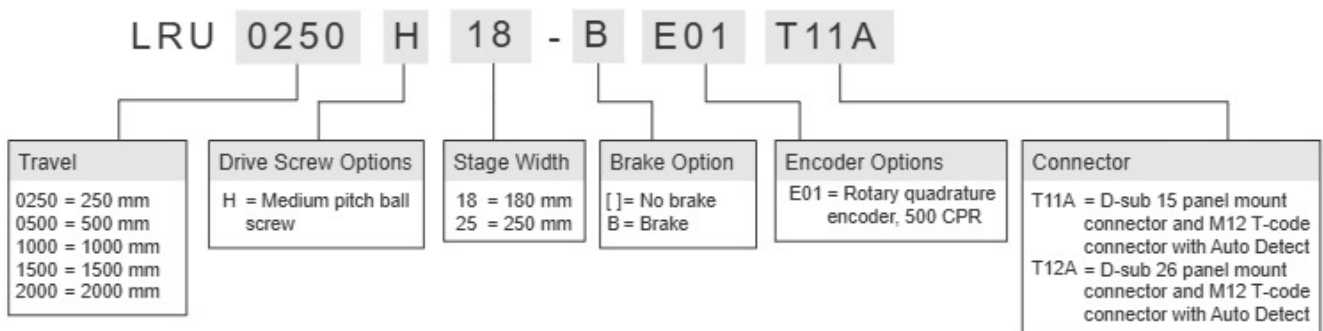 LRU 0250 H 18 - B E01 T11A
Travel
0250 = 250 mm
0500 = 500 mm
1000 = 1000 mm
1500 = 1500 mm
2000 = 2000 mm
Drive Screw Options
H = Medium pitch ball
screw
Stage Width
18 = 180 mm
25 = 250 mm
Brake Option
[ ]= No brake
B = Brake
Encoder Options
E01 = Rotary quadrature
encoder, 500 CPR
Connector
T11A = D-sub 15 panel mount
connector and M12 T-code
connector with Auto Detect
T12A = D-sub 26 panel mount
connector and M12 T-code
connector with Auto Detect